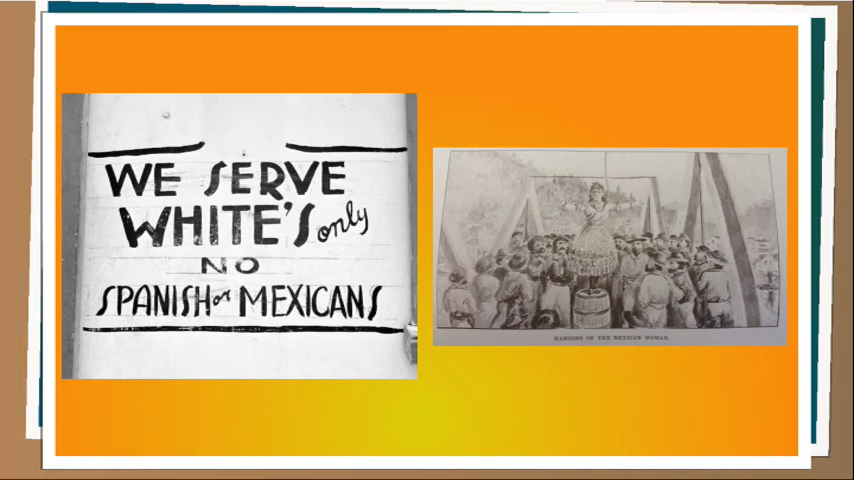 WE SERVE
WHITE'S only
NO
SPANISH or MEXICANS
HANGING OF THE MEXICAN WOMAN.